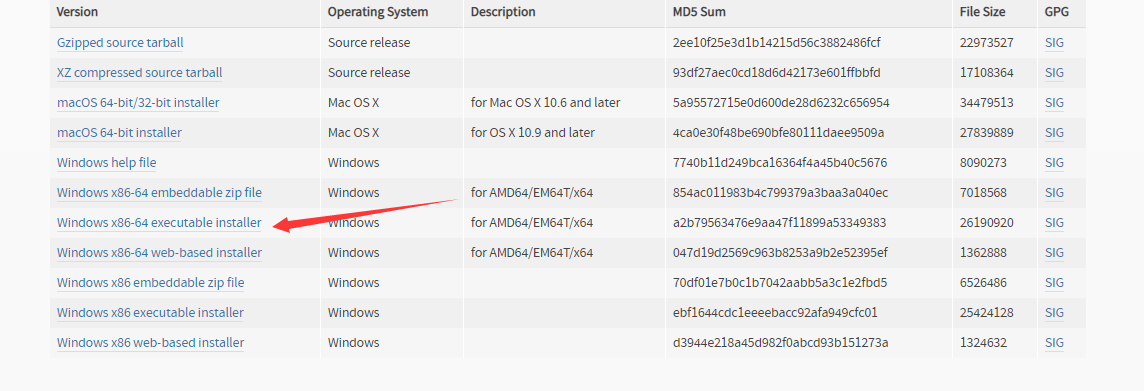 Version Operating System Description MD5 Sum File Size GPG
Gzipped source tarball Source release 2ee10f25e3d1b14215d56c3882486fcf 22973527 SIG
XZ compressed source tarball Source release 93df27aec0cd18d6d42173e601ffbbfd 17108364 SIG
macOS 64-bit/32-bit installer Mac OS X for Mac OS X 10.6 and later 5a95572715e0d600de28d6232c656954 34479513 SIG
macOS 64-bit installer Mac OS X for OS X 10.9 and later 4ca0e30f48be690bfe80111daee9509a 27839889 SIG
Windows help file Windows 7740b11d249bca16364f4a45b40c5676 8090273 SIG
Windows x86-64 embeddable zip file Windows for AMD64/EM64T/x64 854ac011983b4c799379a3baa3a040ec 7018568 SIG
Windows x86-64 executable installer Windows for AMD64/EM64T/x64 a2b79563476e9aa47f11899a53349383 26190920 SIG
Windows x86-64 web-based installer Windows for AMD64/EM64T/x64 047d19d2569c963b8253a9b2e52395ef 1362888 SIG
Windows x86 embeddable zip file Windows 70df01e7b0c1b7042aabb5a3c1e2fbd5 6526486 SIG
Windows x86 executable installer Windows ebf1644cdc1eeeebacc92afa949cfc01 25424128 SIG
Windows x86 web-based installer Windows d3944e218a45d982f0abcd93b151273a 1324632 SIG